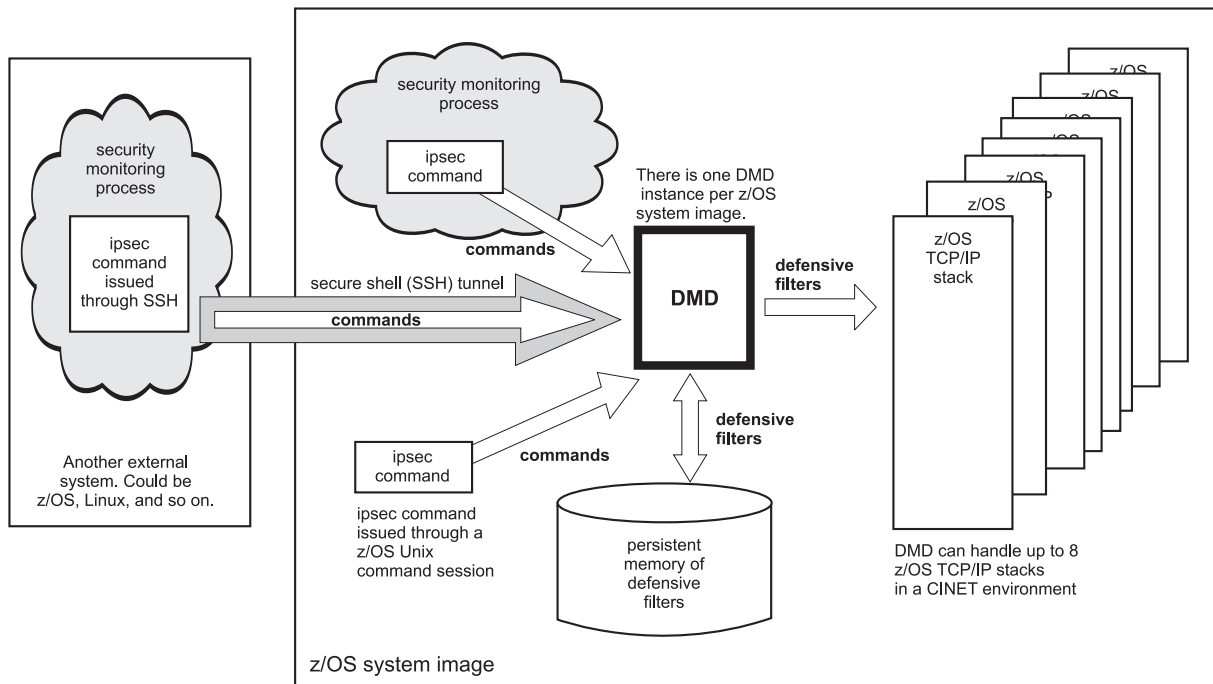 security
monitoring
process
ipsec
command
issued
through SSH
Another external
system. Could be
z/OS, Linux, and so on.
security monitoring
process
ipsec
command
commands
secure shell (SSH) tunnel
commands
ipsec
command
commands
ipsec command
issued through a
z/OS Unix
command session
There is one DMD
instance per z/OS
system image.
DMD
defensive
filters
defensive
filters
persistent
memory of
defensive
filters
z/OS
z/OS
z/OS
z/OS
z/OS
z/OS
TCP/IP
stack
DMD can handle up to 8
z/OS TCP/IP stacks
in a CINET environment
z/OS system image